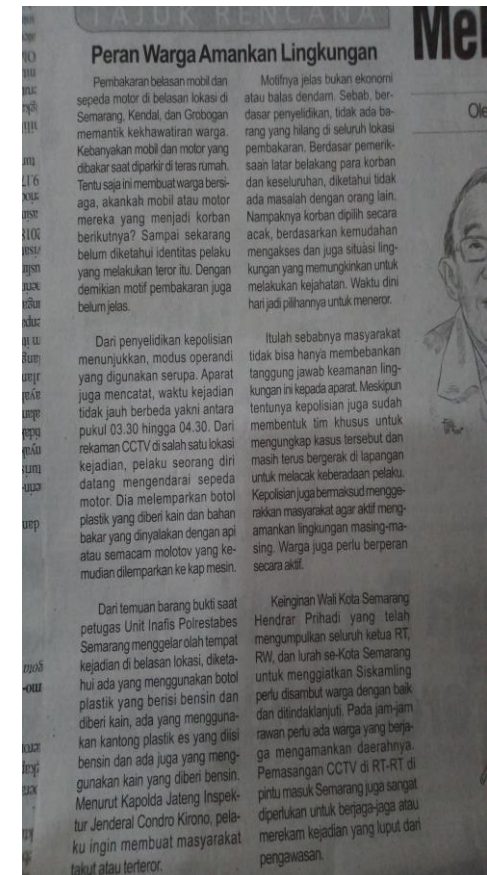 TAJUK RENCANA
Peran Warga Amankan Lingkungan
Pembakaran belasan mobil dan
sepeda motor di belasan lokasi di
Semarang, Kendal, dan Grobogan
memantik kekhawatiran warga.
Kebanyakan mobil dan motor yang
dibakar saat diparkir di teras rumah.
Tentu saja ini membuat warga bersi-
aga, akankah mobil atau motor
mereka yang menjadi korban
berikutnya? Sampai sekarang
belum diketahui identitas pelaku
yang melakukan teror itu. Dengan
demikian motif pembakaran juga
belum jelas.
Dari penyelidikan kepolisian
menunjukkan, modus operandi
yang digunakan serupa. Aparat
juga mencatat, waktu kejadian
tidak jauh berbeda yakni antara
pukul 03.30 hingga 04.30. Dari
rekaman CCTV di salah satu lokasi
kejadian, pelaku seorang diri
datang mengendarai sepeda
motor. Dia melemparkan botol
plastik yang diberi kain dan bahan
bakar yang dinyalakan dengan api
atau semacam molotov yang ke-
mudian dilemparkan ke kap mesin.
Dari temuan barang bukti saat
petugas Unit Inafis Polrestabes
Semarang menggelar olah tempat
kejadian di belasan lokasi, diketa-
hui ada yang menggunakan botol
plastik yang berisi bensin dan
diberi kain, ada yang mengguna-
kan kantong plastik es yang diisi
bensin dan ada juga yang meng-
gunakan kain yang diberi bensin.
Menurut Kapolda Jateng Inspek-
tur Jenderal Condro Kirono, pela-
ku ingin membuat masyarakat
takut atau terteror.
Motifnya jelas bukan ekonomi
atau balas dendam. Sebab, ber-
dasar penyelidikan, tidak ada ba-
rang yang hilang di seluruh lokasi
pembakaran. Berdasar pemerik-
saan latar belakang para korban
dan keseluruhan, diketahui tidak
ada masalah dengan orang lain.
Nampaknya korban dipilih secara
acak, berdasarkan kemudahan
mengakses dan juga situasi ling-
kungan yang memungkinkan untuk
melakukan kejahatan. Waktu dini
hari jadi pilihannya untuk meneror.
Itulah sebabnya masyarakat
tidak bisa hanya membebankan
tanggung jawab keamanan ling-
kungan ini kepada aparat. Meskipun
tentunya kepolisian juga sudah
membentuk tim khusus untuk
mengungkap kasus tersebut dan
masih terus bergerak di lapangan
untuk melacak keberadaan pelaku.
Kepolisian juga bermaksud mengge-
rakkan masyarakat agar aktif meng-
amankan lingkungan masing-ma-
sing. Warga juga perlu berperan
secara aktif.
Keinginan Wali Kota Semarang
Hendrar Prihadi yang telah
mengumpulkan seluruh ketua RT,
RW, dan lurah se-Kota Semarang
untuk menggiatkan Siskamling
perlu disambut warga dengan baik
dan ditindaklanjuti. Pada jam-jam
rawan perlu ada warga yang berja-
ga mengamankan daerahnya.
Pemasangan CCTV di RT-RT di
pintu masuk Semarang juga sangat
diperlukan untuk berjaga-jaga atau
merekam kejadian yang luput dari
pengawasan.